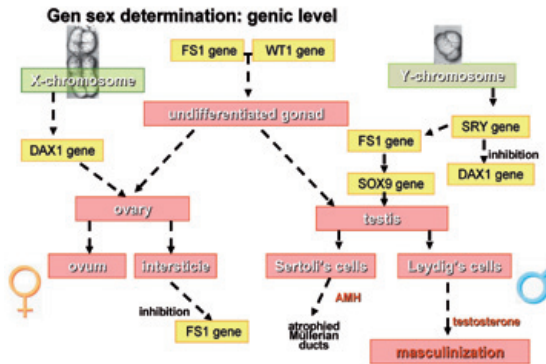 Gen sex determination: genic level
FS1 gene
WT1 gene
X-chromosome
Y-chromosome
undifferentiated gonad
SRY gene
FS1 gene
inhibition
DAX1 gene
DAX1 gene
SOX9 gene
ovary
testis
ovum
intersticie
Sertoli's cells
Leydig's cells
inhibition
AMH
FS1 gene
atrophied
Müllerian
ducts
testosterone
masculinization